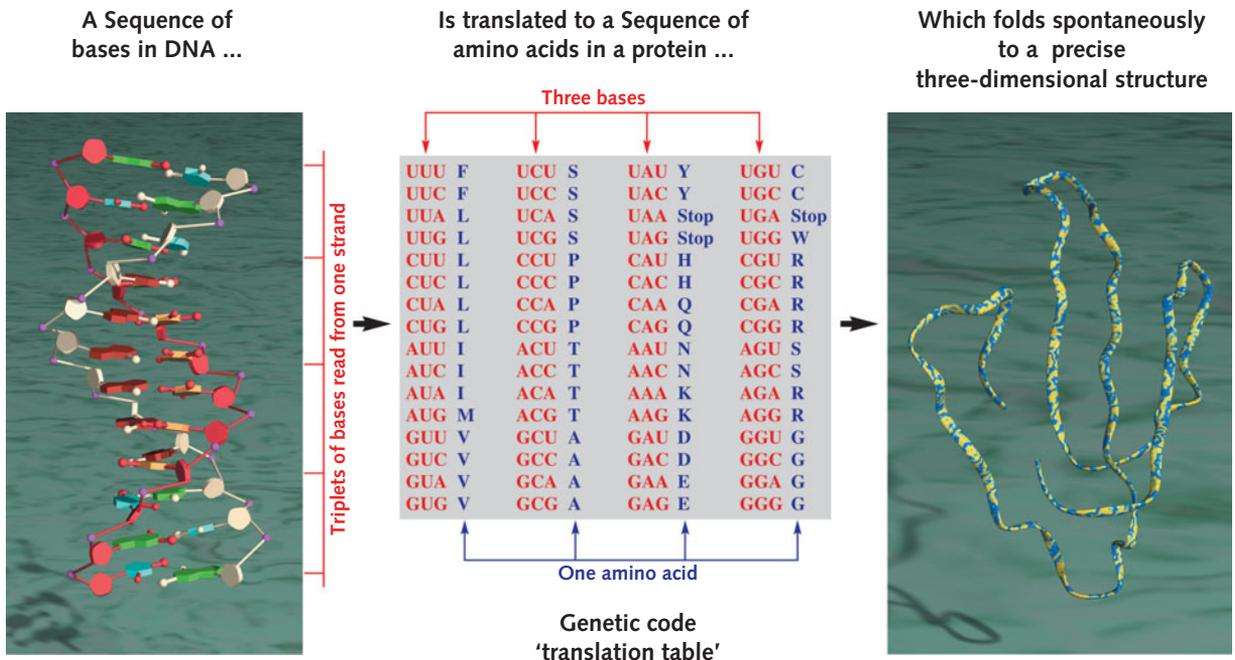 A Sequence of
bases in DNA ...
Is translated to a Sequence of
amino acids in a protein ...
Which folds spontaneously
to a precise
three-dimensional structure
Three bases
Triplets of bases read from one strand
UUU F UCU S UAU Y UGU C
UUC F UCC S UAC Y UGC C
UUA L UCA S UAA Stop UGA Stop
UUG L UCG S UAG Stop UGG W
CUU L CCU P CAU H CGU R
CUC L CCC P CAC H CGC R
CUA L CCA P CAA Q CGA R
CUG L CCG P CAG Q CGG R
AUU I ACU T AAU N AGU S
AUC I ACC T AAC N AGC S
AUA I ACA T AAA K AGA R
AUG M ACG T AAG K AGG R
GUU V GCU A GAU D GGU G
GUC V GCC A GAC D GGC G
GUA V GCA A GAA E GGA G
GUG V GCG A GAG E GGG G
One amino acid
Genetic code
‘translation table’